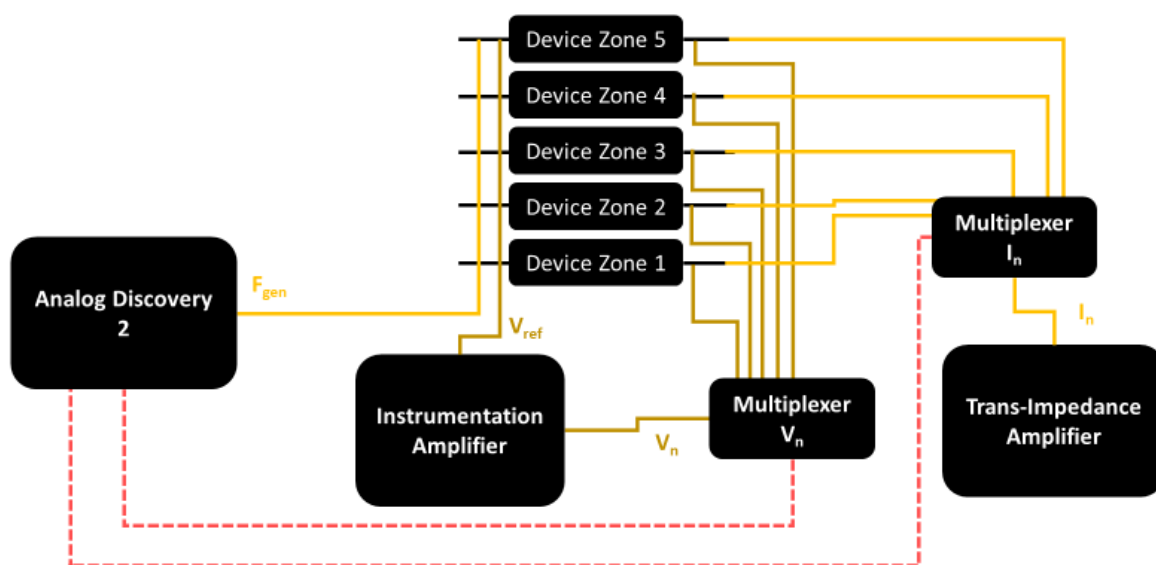 Device Zone 5
Device Zone 4
Device Zone 3
Device Zone 2
Device Zone 1
Multiplexer
In
Analog Discovery
2
Fgen
Vref
In
Instrumentation
Amplifier
Vn
Multiplexer
Vn
Trans-Impedance
Amplifier